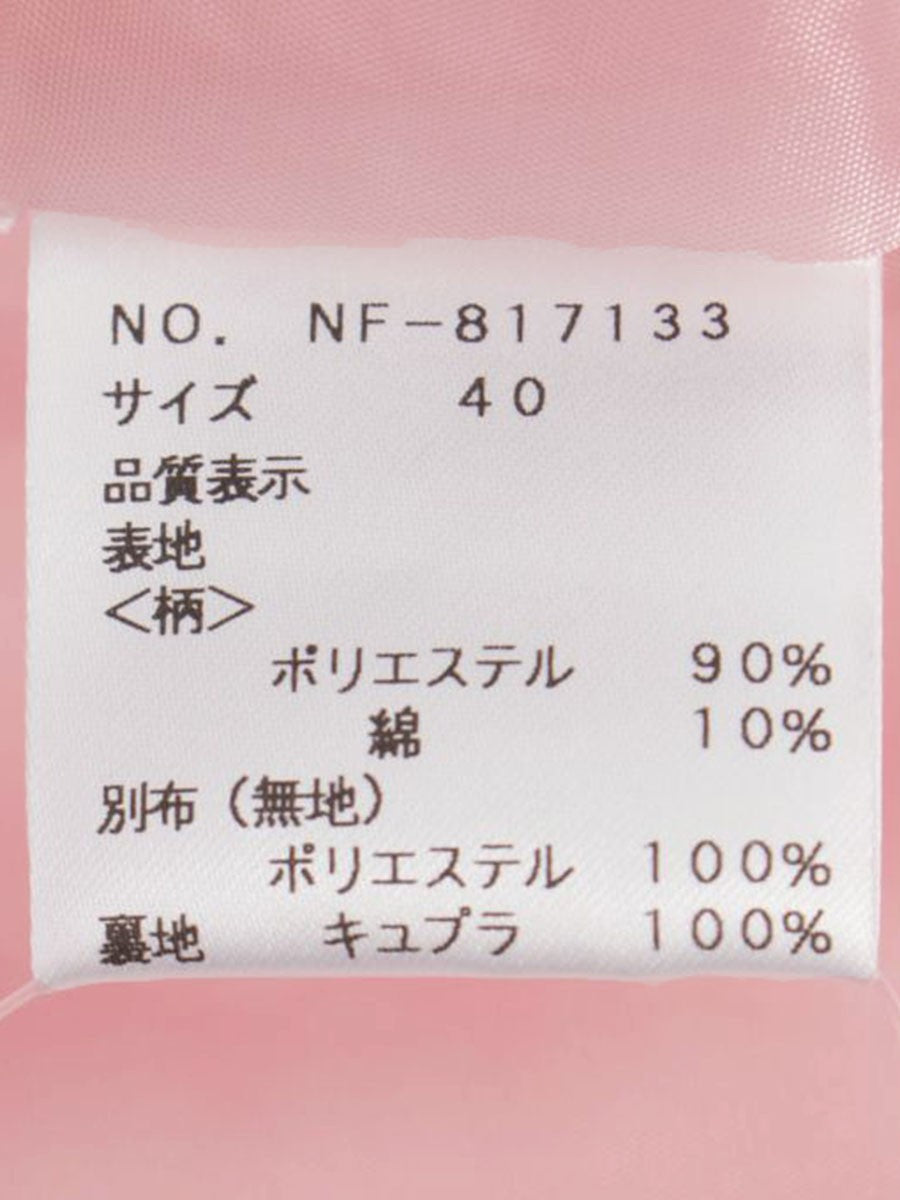 NO. NF-817133
サイズ 40
品質表示
表地
<柄>
ポリエステル 90%
綿 10%
別布（無地）
ポリエステル 100%
裏地 キュプラ 100%